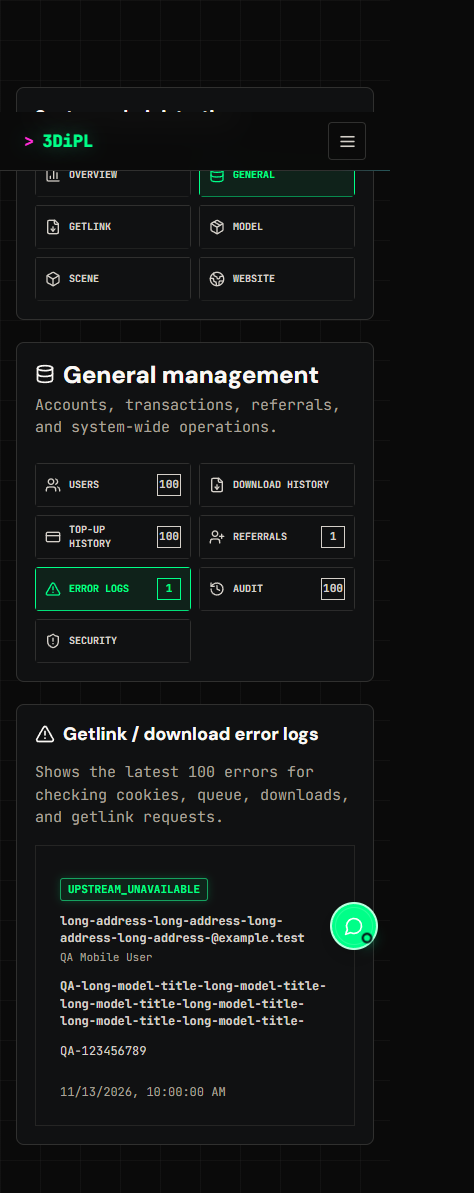 > 3DiPL
OVERVIEW
GENERAL
GETLINK
MODEL
SCENE
WEBSITE
General management
Accounts, transactions, referrals,
and system-wide operations.
USERS 100
DOWNLOAD HISTORY
TOP-UP
HISTORY 100
REFERRALS 1
ERROR LOGS 1
AUDIT 100
SECURITY
Getlink / download error logs
Shows the latest 100 errors for
checking cookies, queue, downloads,
and getlink requests.
UPSTREAM_UNAVAILABLE
long-address-long-address-long-
address-long-address-@example.test
QA Mobile User
QA-long-model-title-long-model-title-
long-model-title-long-model-title-
long-model-title-long-model-title-
QA-123456789
11/13/2026, 10:00:00 AM